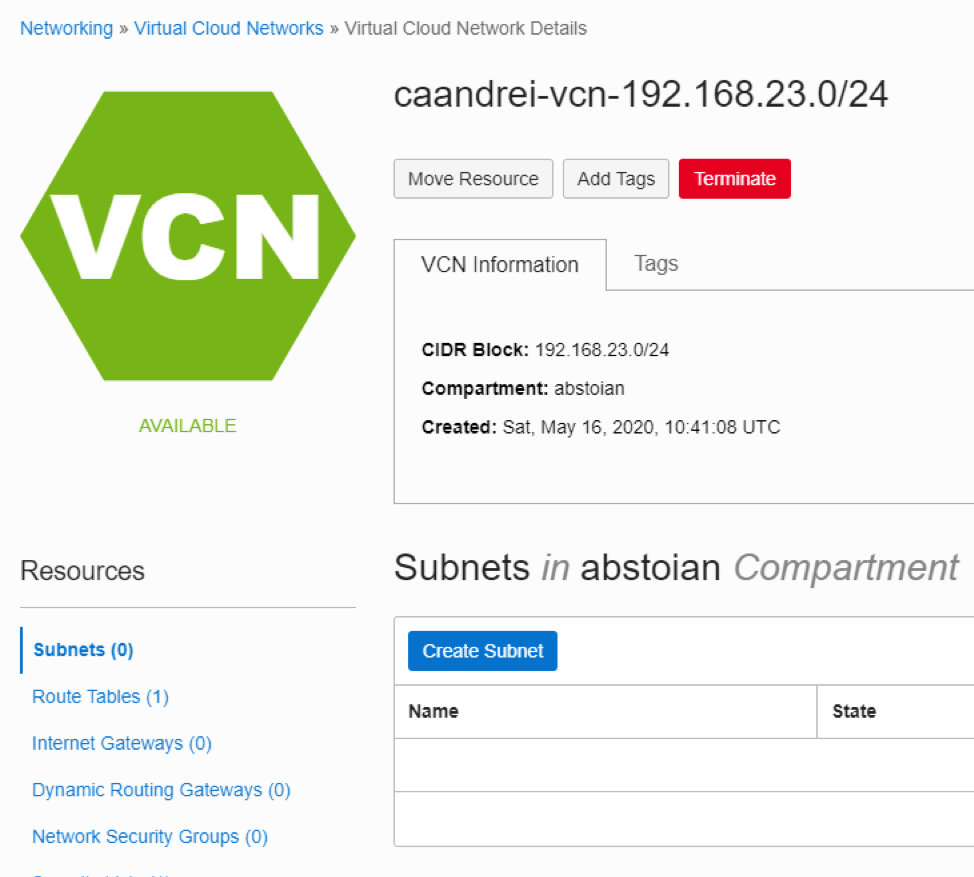 Networking » Virtual Cloud Networks » Virtual Cloud Network Details
VCN
AVAILABLE
caandrei-vcn-192.168.23.0/24
Move Resource Add Tags Terminate
VCN Information Tags
CIDR Block: 192.168.23.0/24
Compartment: abstoian
Created: Sat, May 16, 2020, 10:41:08 UTC
Resources
Subnets (0)
Route Tables (1)
Internet Gateways (0)
Dynamic Routing Gateways (0)
Network Security Groups (0)
Subnets in abstoian Compartment
Create Subnet
Name State